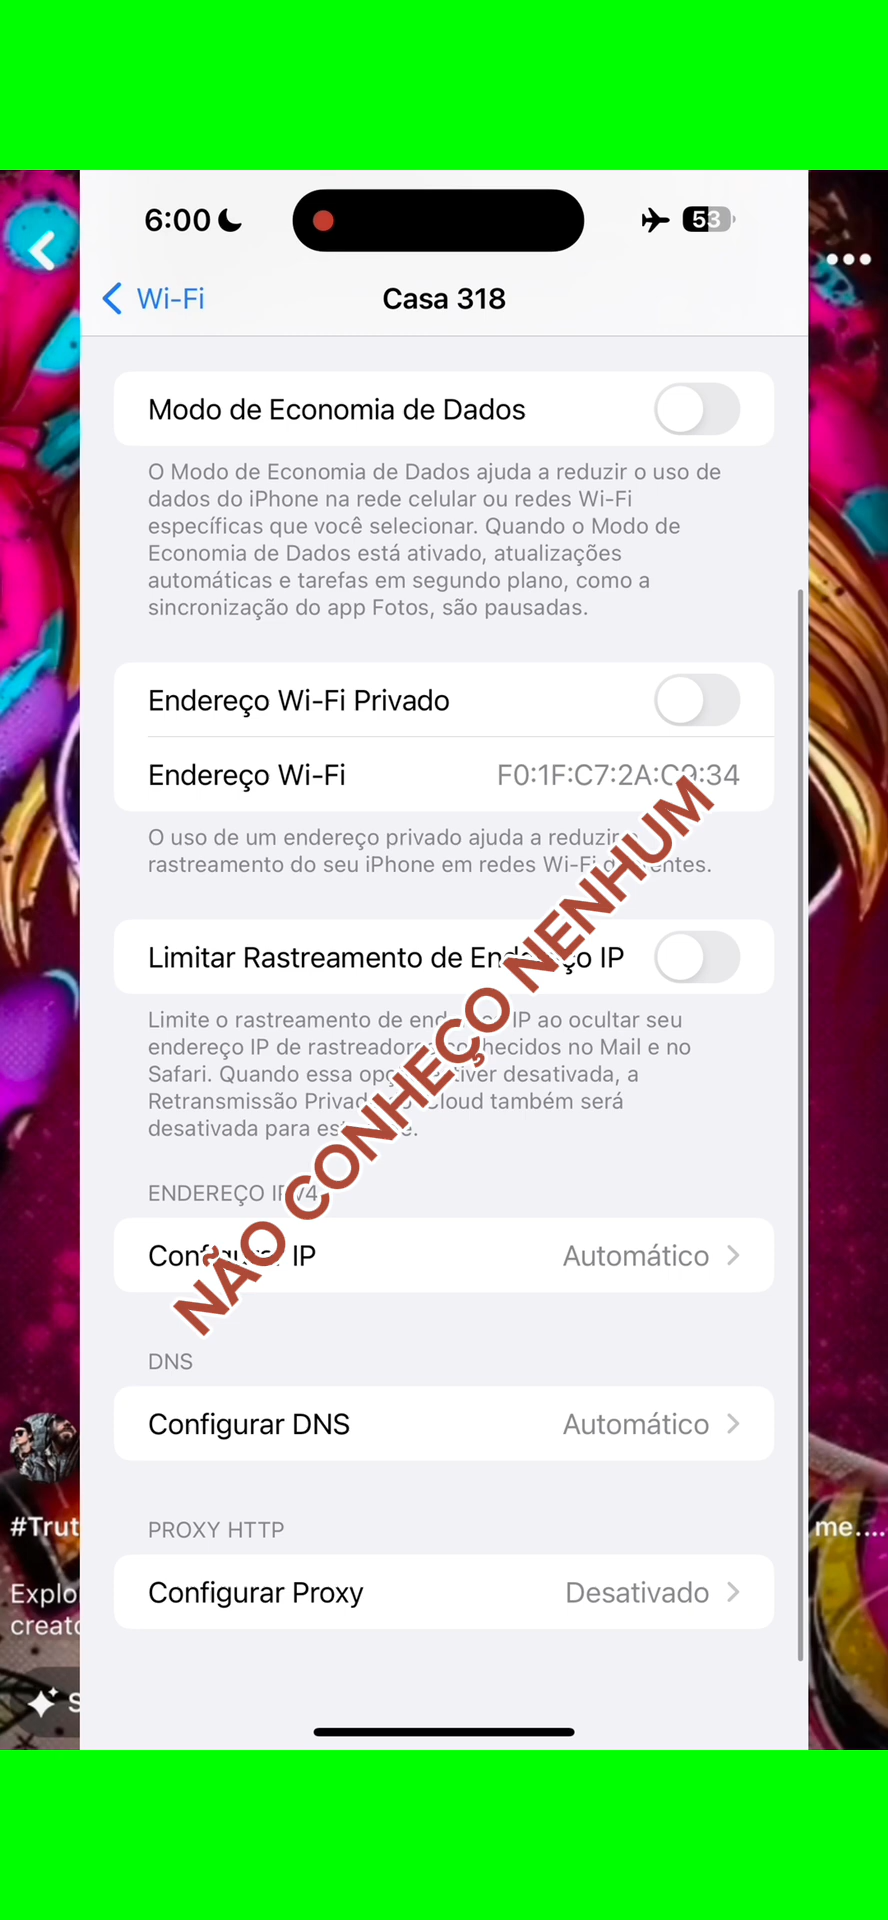 6:00
53
Wi-Fi
Casa 318
Modo de Economia de Dados
O Modo de Economia de Dados ajuda a reduzir o uso de
dados do iPhone na rede celular ou redes Wi-Fi
específicas que você selecionar. Quando o Modo de
Economia de Dados está ativado, atualizações
automáticas e tarefas em segundo plano, como a
sincronização do app Fotos, são pausadas.
Endereço Wi-Fi Privado
Endereço Wi-Fi F0:1F:C7:2A:C9:34
O uso de um endereço privado ajuda a reduzir
rastreamento do seu iPhone em redes Wi-Fi
NÃO CONHEÇO NENHUM
Limitar Rastreamento de Endereço IP
Limite o rastreamento de IP ao ocultar seu
endereço IP de rastreadores conhecidos no Mail e no
Safari. Quando essa opção estiver desativada, a
Retransmissão Privada Cloud também será
desativada para
ENDEREÇO IPV4
Configurar IP Automático
DNS
Configurar DNS Automático
PROXY HTTP
Configurar Proxy Desativado
#Trut
me....
Explo
creato
S